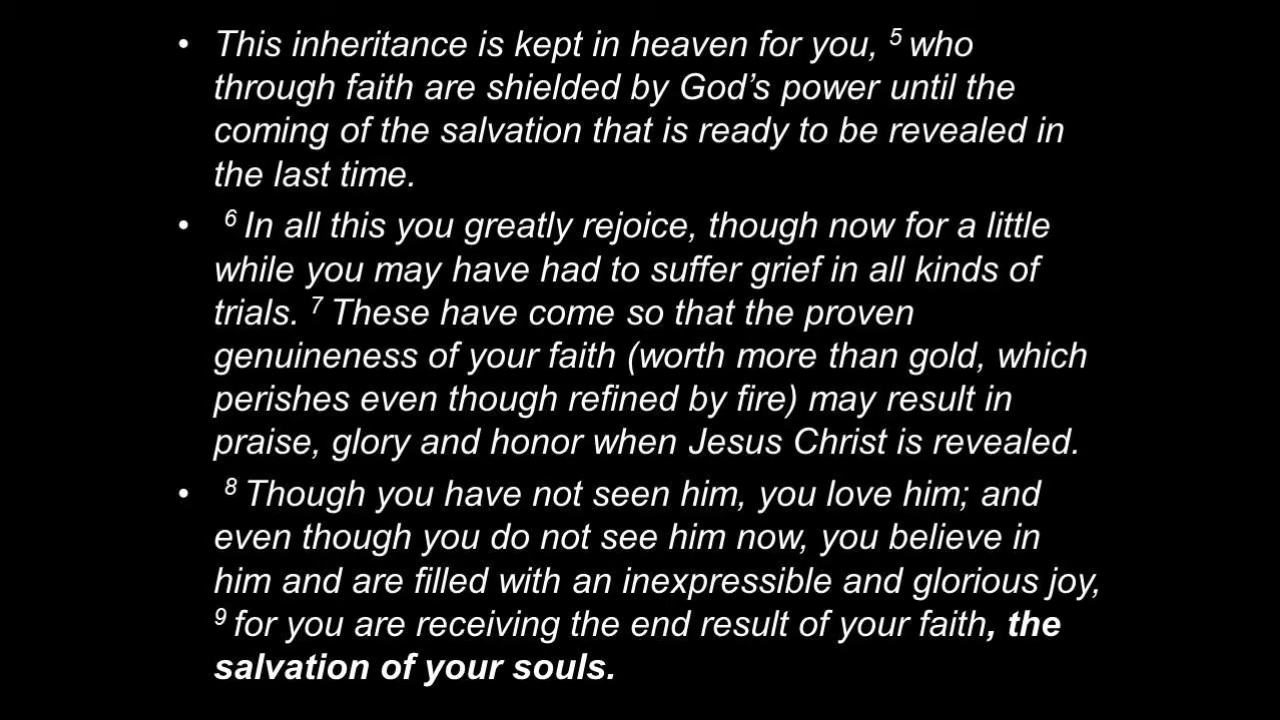 • This inheritance is kept in heaven for you, ⁵ who
through faith are shielded by God’s power until the
coming of the salvation that is ready to be revealed in
the last time.
• ⁶ In all this you greatly rejoice, though now for a little
while you may have had to suffer grief in all kinds of
trials. ⁷ These have come so that the proven
genuineness of your faith (worth more than gold, which
perishes even though refined by fire) may result in
praise, glory and honor when Jesus Christ is revealed.
• ⁸ Though you have not seen him, you love him; and
even though you do not see him now, you believe in
him and are filled with an inexpressible and glorious joy,
⁹ for you are receiving the end result of your faith, the
salvation of your souls.